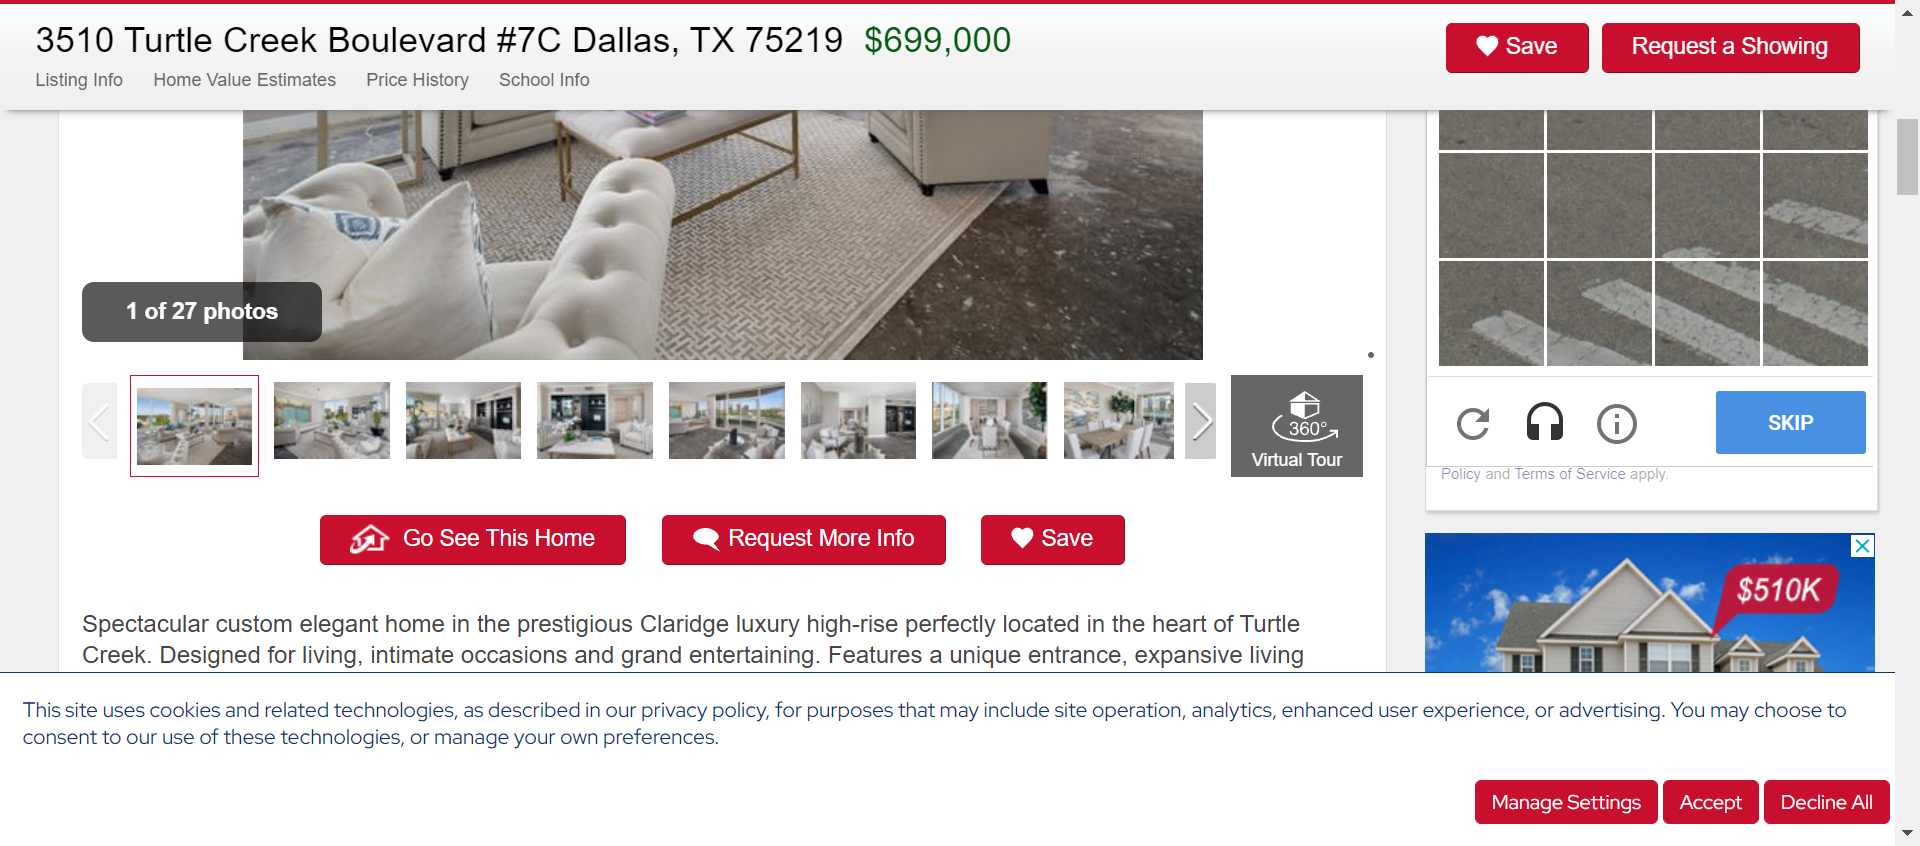 3510 Turtle Creek Boulevard #7C Dallas, TX 75219 $699,000
Save
Request a Showing
Listing Info Home Value Estimates Price History School Info
1 of 27 photos
360°
Virtual Tour
SKIP
Policy and Terms of Service apply.
Go See This Home
Request More Info
Save
$510K
Spectacular custom elegant home in the prestigious Claridge luxury high-rise perfectly located in the heart of Turtle
Creek. Designed for living, intimate occasions and grand entertaining. Features a unique entrance, expansive living
This site uses cookies and related technologies, as described in our privacy policy, for purposes that may include site operation, analytics, enhanced user experience, or advertising. You may choose to
consent to our use of these technologies, or manage your own preferences.
Manage Settings
Accept
Decline All